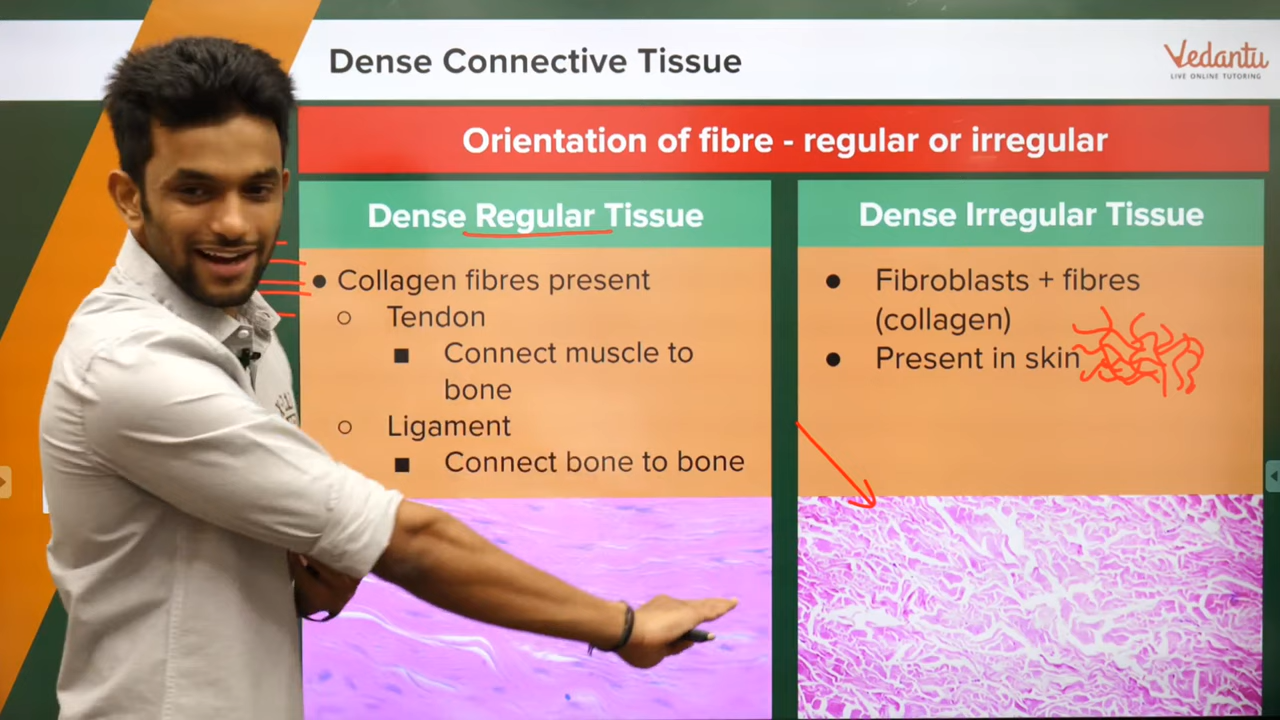 Dense Connective Tissue
Vedantu
LIVE ONLINE TUTORING
Orientation of fibre - regular or irregular
Dense Regular Tissue
● Collagen fibres present
○ Tendon
■ Connect muscle to
bone
○ Ligament
■ Connect bone to bone
Dense Irregular Tissue
● Fibroblasts + fibres
(collagen)
● Present in skin